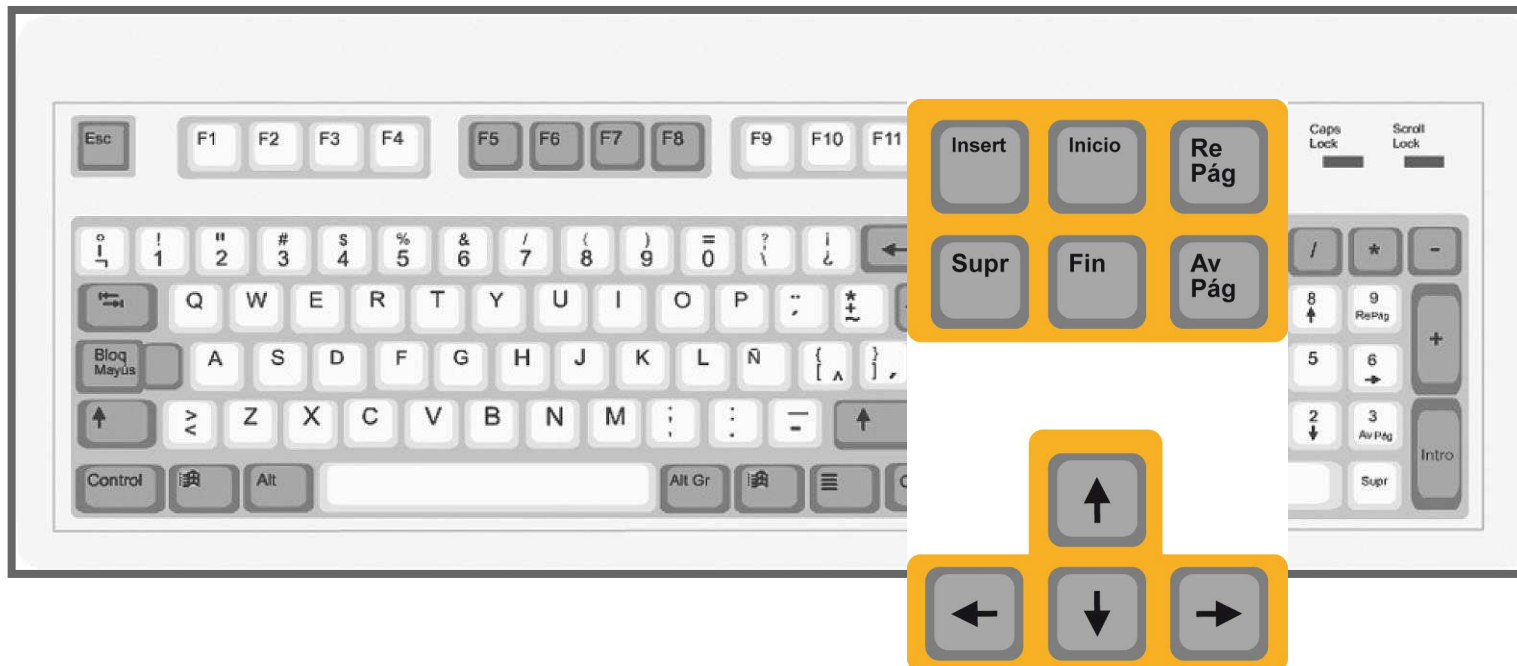 Esc F1 F2 F3 F4 F5 F6 F7 F8 F9 F10 F11
Insert Inicio Re
Pág
Caps
Lock
Scroll
Lock
º ! " # $ % & / ( ) = ? ¡
1 2 3 4 5 6 7 8 9 0 \ ¿
Supr Fin Av
Pág
/ * -
Q W E R T Y U I O P
8 9
RePág
+
Bloq
Mayús
A S D F G H J K L Ñ { }
[ ^ ]
5 6
> Z X C V B N M ; : _
< -
2 3
Av Pág
Intro
Control Alt Alt Gr
Supr